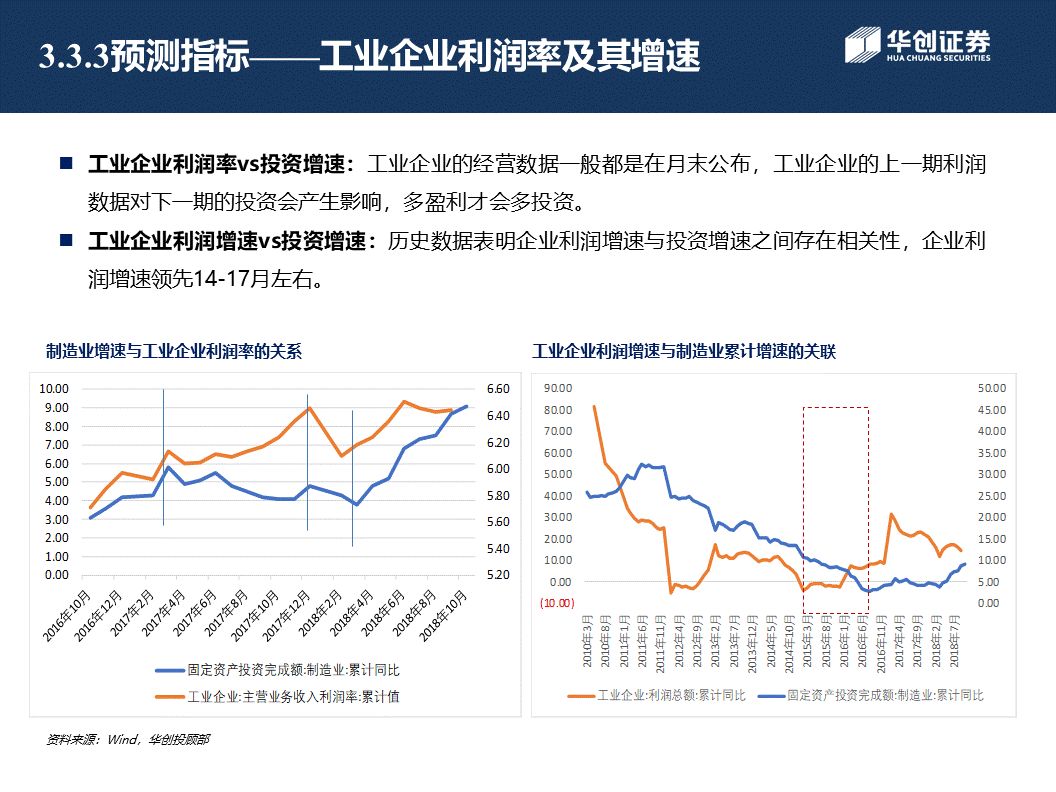 3.3.3预测指标——工业企业利润率及其增速
华创证券
HUA CHUANG SECURITIES
■ 工业企业利润率vs投资增速：工业企业的经营数据一般都是在月末公布，工业企业的上一期利润
数据对下一期的投资会产生影响，多盈利才会多投资。
■ 工业企业利润增速vs投资增速：历史数据表明企业利润增速与投资增速之间存在相关性，企业利
润增速领先14-17月左右。
制造业增速与工业企业利润率的关系
10.00
9.00
8.00
7.00
6.00
5.00
4.00
3.00
2.00
1.00
0.00
6.60
6.40
6.20
6.00
5.80
5.60
5.40
5.20
2016年10月
2016年12月
2017年2月
2017年4月
2017年6月
2017年8月
2017年10月
2017年12月
2018年2月
2018年4月
2018年6月
2018年8月
2018年10月
固定资产投资完成额:制造业:累计同比
工业企业:主营业务收入利润率:累计值
工业企业利润增速与制造业累计增速的关联
90.00
80.00
70.00
60.00
50.00
40.00
30.00
20.00
10.00
0.00
(10.00)
50.00
45.00
40.00
35.00
30.00
25.00
20.00
15.00
10.00
5.00
0.00
2010年3月
2010年8月
2011年1月
2011年6月
2011年11月
2012年4月
2012年9月
2013年2月
2013年7月
2013年12月
2014年5月
2014年10月
2015年3月
2015年8月
2016年1月
2016年6月
2016年11月
2017年4月
2017年9月
2018年2月
2018年7月
工业企业:利润总额:累计同比
固定资产投资完成额:制造业:累计同比
资料来源：Wind，华创投顾部